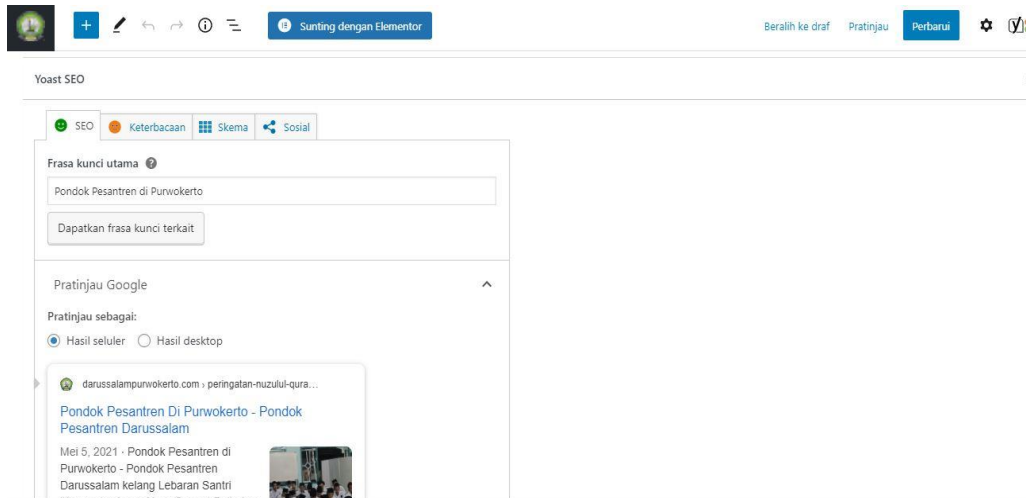 Sunting dengan Elementor
Beralih ke draf
Pratinjau
Perbarui
Yoast SEO
SEO
Keterbacaan
Skema
Sosial
Frasa kunci utama
Pondok Pesantren di Purwokerto
Dapatkan frasa kunci terkait
Pratinjau Google
Pratinjau sebagai:
Hasil seluler
Hasil desktop
darussalampurwokerto.com › peringatan-nuzulul-qura...
Pondok Pesantren Di Purwokerto - Pondok
Pesantren Darussalam
Mei 5, 2021 · Pondok Pesantren di
Purwokerto - Pondok Pesantren
Darussalam kelang Lebaran Santri